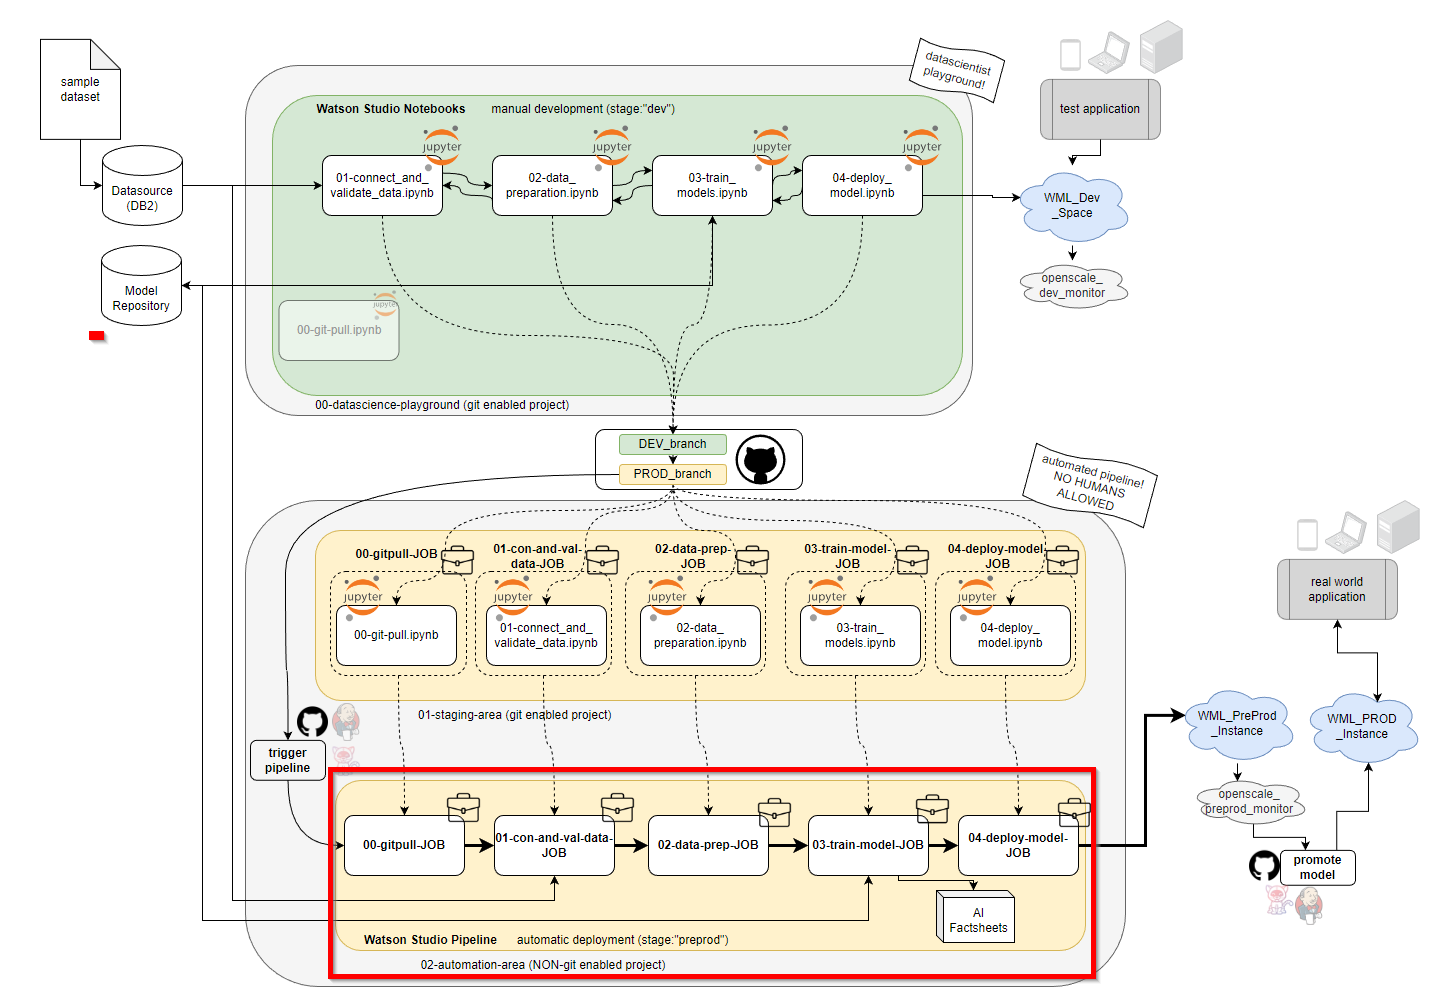 sample
dataset
datascientist
playground!
test application
Watson Studio Notebooks manual development (stage:"dev")
jupyter
jupyter
jupyter
jupyter
01-connect_and_
validate_data.ipynb
02-data_
preparation.ipynb
03-train_
models.ipynb
04-deploy_
model.ipynb
Datasource
(DB2)
WML_Dev
_Space
Model
Repository
openscale_
dev_monitor
jupyter
00-git-pull.ipynb
00-datascience-playground (git enabled project)
DEV_branch
PROD_branch
automated pipeline!
NO HUMANS
ALLOWED
00-gitpull-JOB
01-con-and-val-
data-JOB
02-data-prep-
JOB
03-train-model-
JOB
04-deploy-model-
JOB
jupyter
jupyter
jupyter
jupyter
jupyter
00-git-pull.ipynb
01-connect_and_
validate_data.ipynb
02-data_
preparation.ipynb
03-train_
models.ipynb
04-deploy_
model.ipynb
real world
application
01-staging-area (git enabled project)
WML_PreProd
_Instance
WML_PROD
_Instance
trigger
pipeline
openscale_
preprod_monitor
00-gitpull-JOB
01-con-and-val-data-
JOB
02-data-prep-JOB
03-train-model-JOB
04-deploy-model-
JOB
promote
model
AI
Factsheets
Watson Studio Pipeline automatic deployment (stage:"preprod")
02-automation-area (NON-git enabled project)